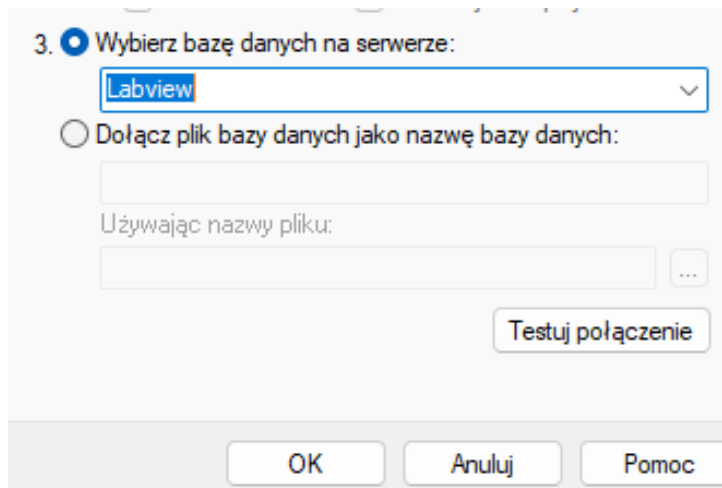 3. Wybierz bazę danych na serwerze:
Labview
Dołącz plik bazy danych jako nazwę bazy danych:
Używając nazwy pliku:
...
Testuj połączenie
OK Anuluj Pomoc